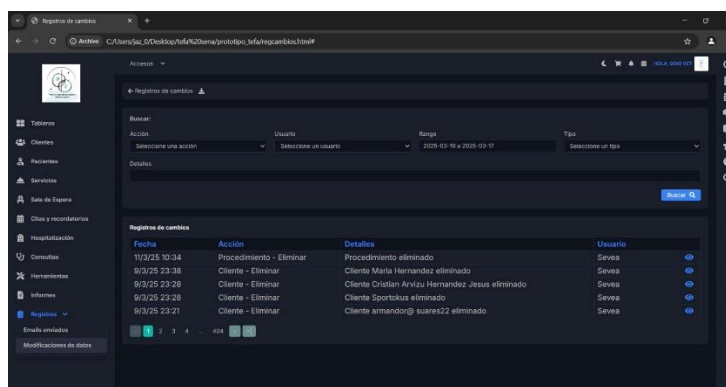 Registros de cambios
Archivo C:/Users/jaz_0/Desktop/tefa%20sena/prototipo_tefa/regcambios.html#
Accesos
HOLA,
Registros de cambios
Tableros
Clientes
Pacientes
Servicios
Sala de Espera
Citas y recordatorios
Hospitalización
Consultas
Herramientas
Informes
Registros
Emails enviados
Modificaciones de datos
Buscar:
Acción Usuario Rango Tipo
Seleccione una acción Seleccione un usuario 2025-03-10 a 2025-03-17 Seleccione un tipo
Detalles
Buscar
Registros de cambios
Fecha Acción Detalles Usuario
11/3/25 10:34 Procedimiento - Eliminar Procedimiento eliminado Sevea
9/3/25 23:38 Cliente - Eliminar Cliente Maria Hernandez eliminado Sevea
9/3/25 23:28 Cliente - Eliminar Cliente Cristian Arvizu Hernandez Jesus eliminado Sevea
9/3/25 23:28 Cliente - Eliminar Cliente Sportokus eliminado Sevea
9/3/25 23:21 Cliente - Eliminar Cliente armandor@ suares22 eliminado Sevea
1 2 3 4 ... 404